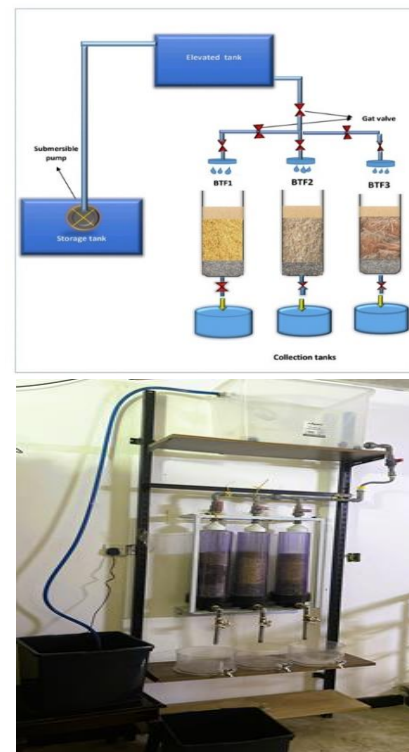 Elevated tank
Gat valve
Submersible
pump
BTF1
BTF2
BTF3
Storage tank
Collection tanks